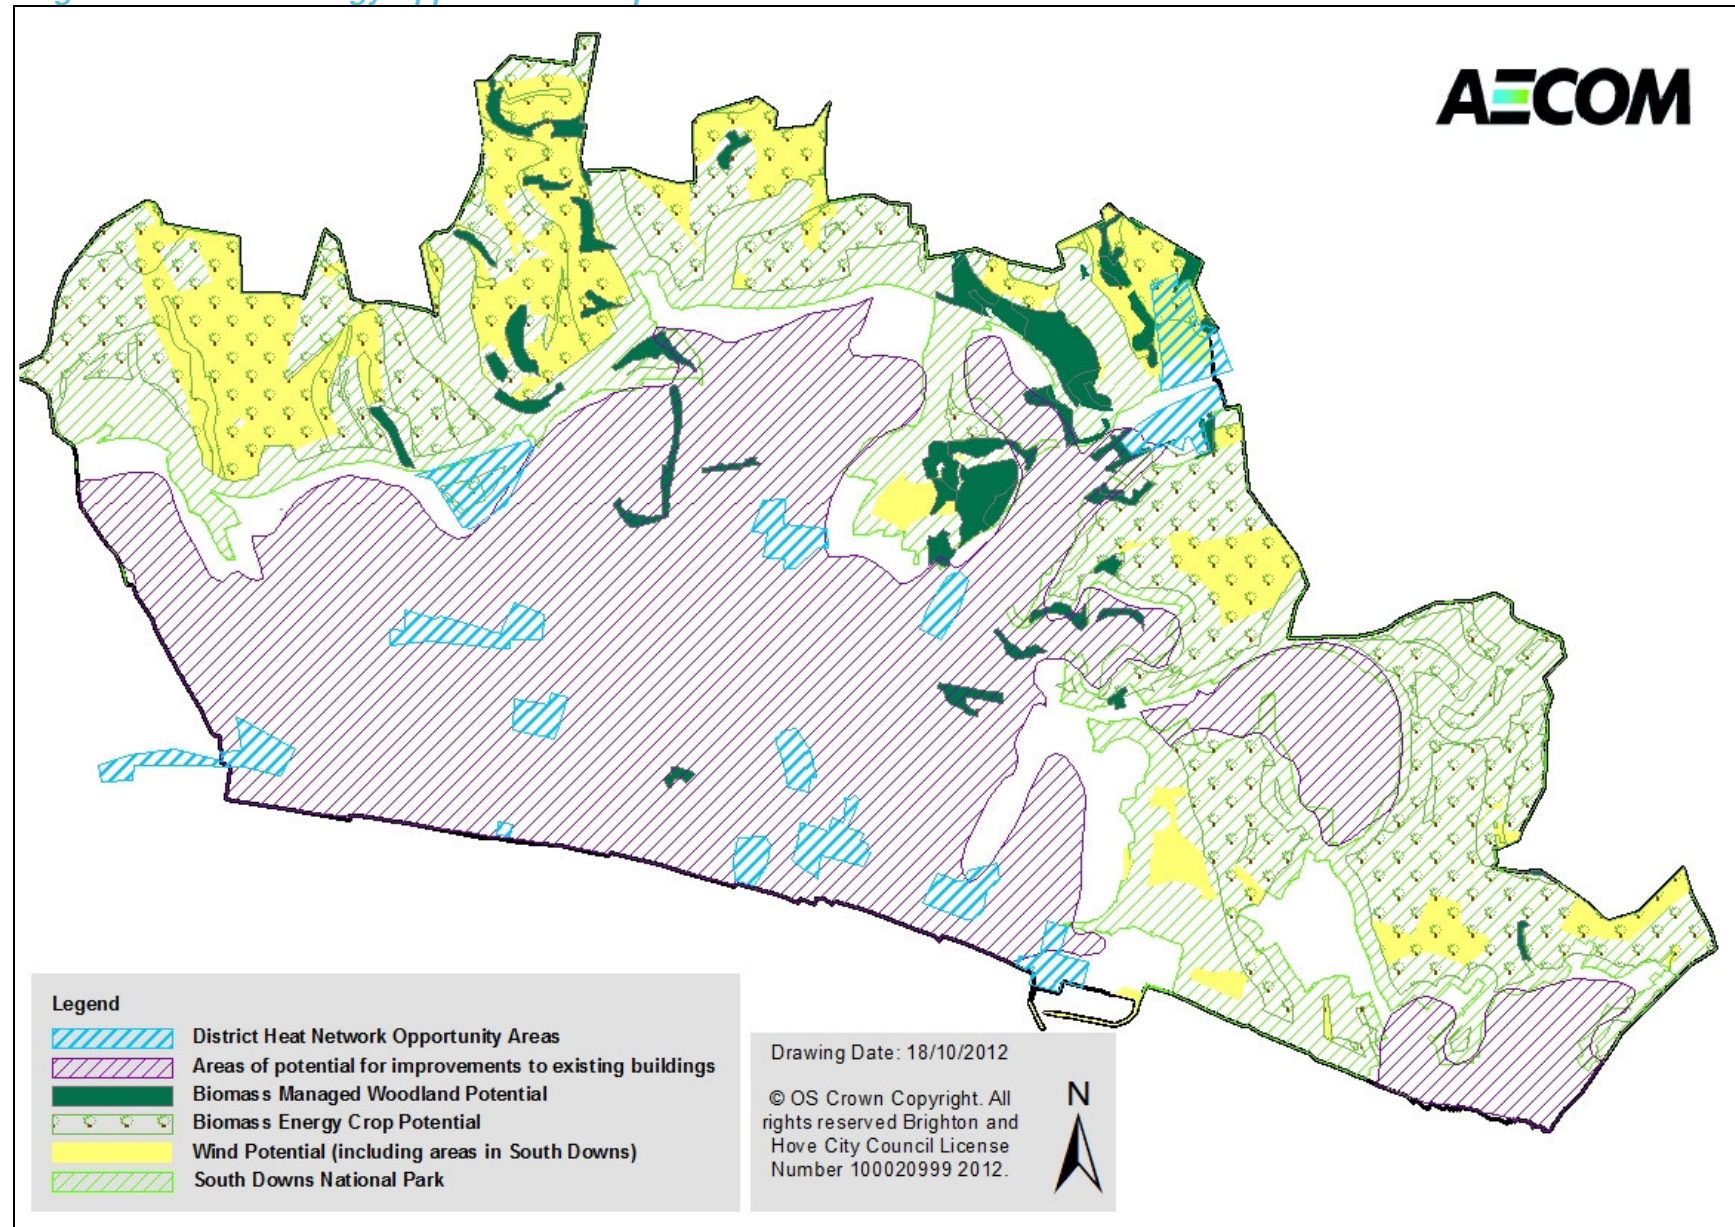 AECOM
Legend
District Heat Network Opportunity Areas
Areas of potential for improvements to existing buildings
Biomass Managed Woodland Potential
Biomass Energy Crop Potential
Wind Potential (including areas in South Downs)
South Downs National Park
Drawing Date: 18/10/2012
© OS Crown Copyright. All
rights reserved Brighton and
Hove City Council License
Number 100020999 2012.
N